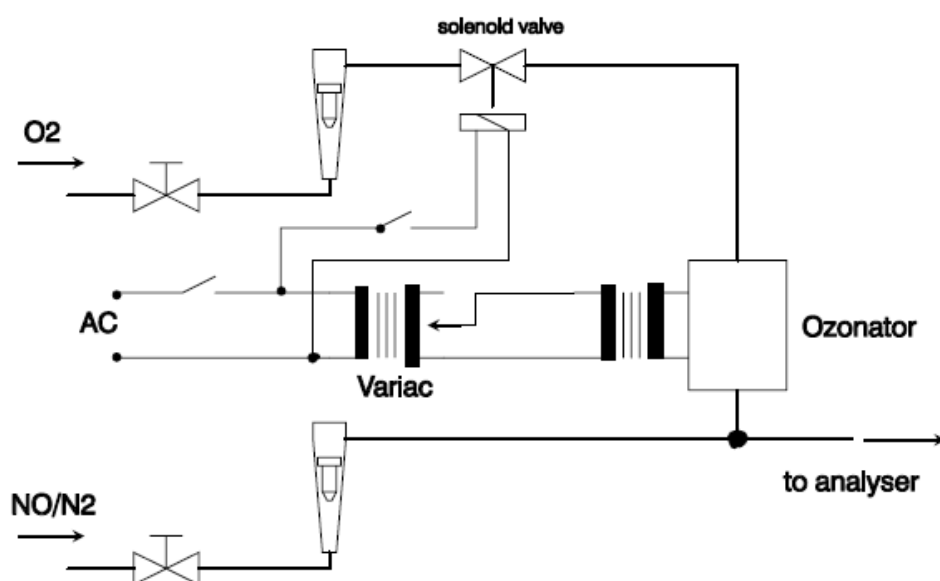 solenoid valve
O2
AC
Ozonator
Variac
to analyser
NO/N2